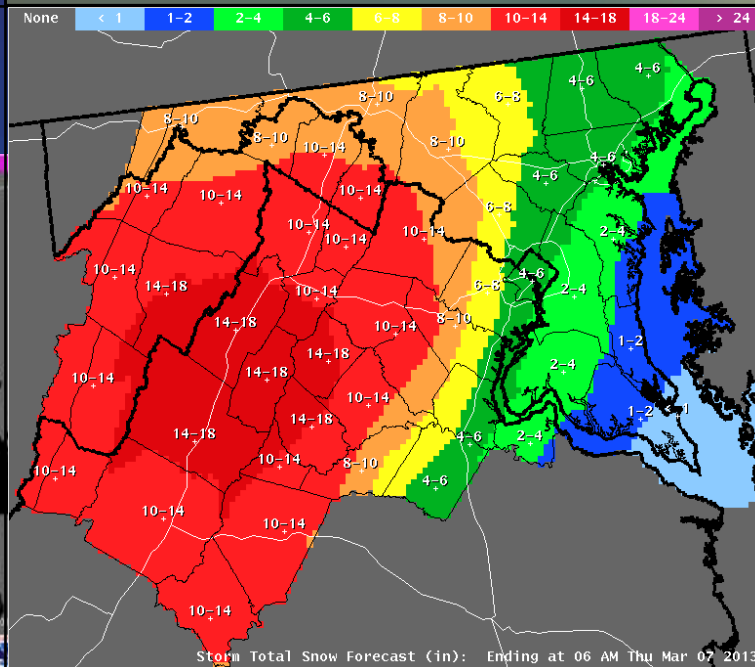 None < 1 1-2 2-4 4-6 6-8 8-10 10-14 14-18 18-24 > 24
4-6 4-6
8-10 6-8
8-10
8-10 8-10
10-14 4-6
4-6
10-14 10-14 10-14
6-8
10-14 10-14 2-4
10-14
10-14 4-6
14-18 10-14 6-8 2-4
14-18 8-10
10-14
14-18 1-2
10-14 14-18 2-4
10-14
14-18 1-2 < 1
14-18 4-6 2-4
10-14 10-14 8-10
4-6
10-14 10-14
10-14
Storm Total Snow Forecast (in): Ending at 06 AM Thu Mar 07 2013